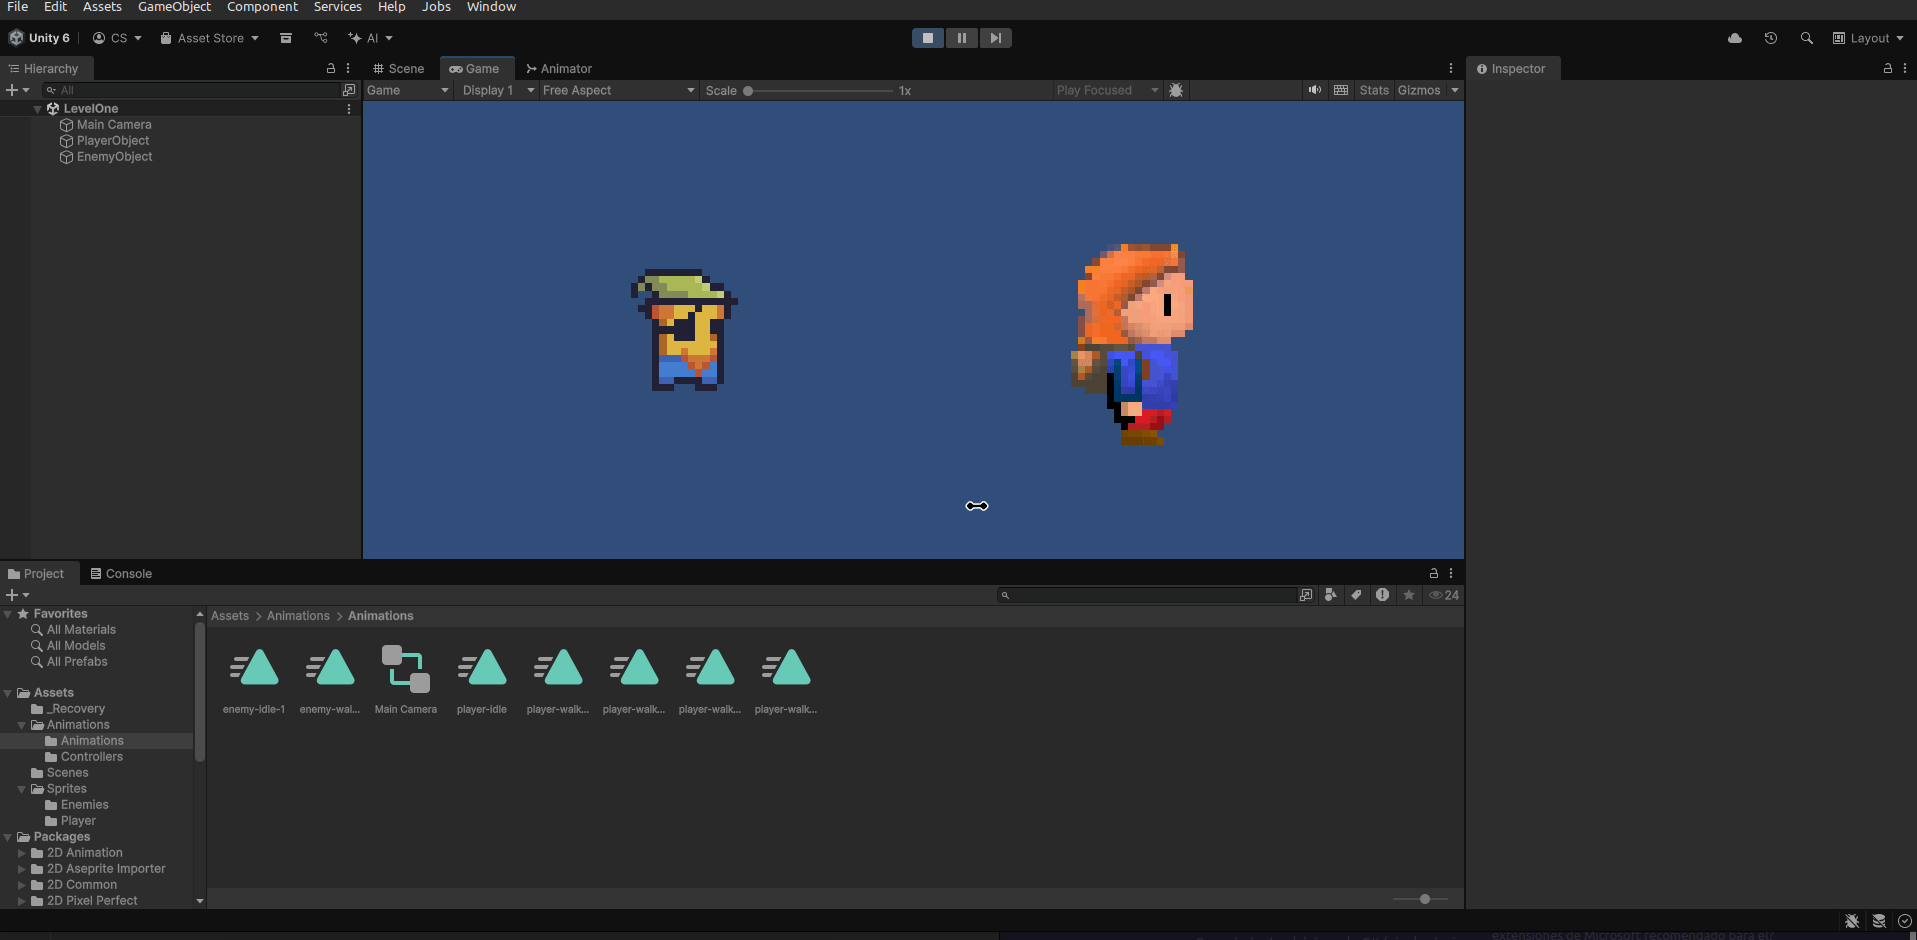 File Edit Assets GameObject Component Services Help Jobs Window
Unity 6 CS Asset Store AI Layout
Hierarchy Scene Game Animator Inspector
All Game Display 1 Free Aspect Scale 1x Play Focused Stats Gizmos
LevelOne
Main Camera
PlayerObject
EnemyObject
Project Console
24
Favorites
All Materials
All Models
All Prefabs
Assets
_Recovery
Animations
Animations
Controllers
Scenes
Sprites
Enemies
Player
Packages
2D Animation
2D Aseprite Importer
2D Common
2D Pixel Perfect
Assets > Animations > Animations
enemy-idle-1 enemy-wal... Main Camera player-idle player-walk... player-walk... player-walk... player-walk...
extensiones de Microsoft recomendado para el?